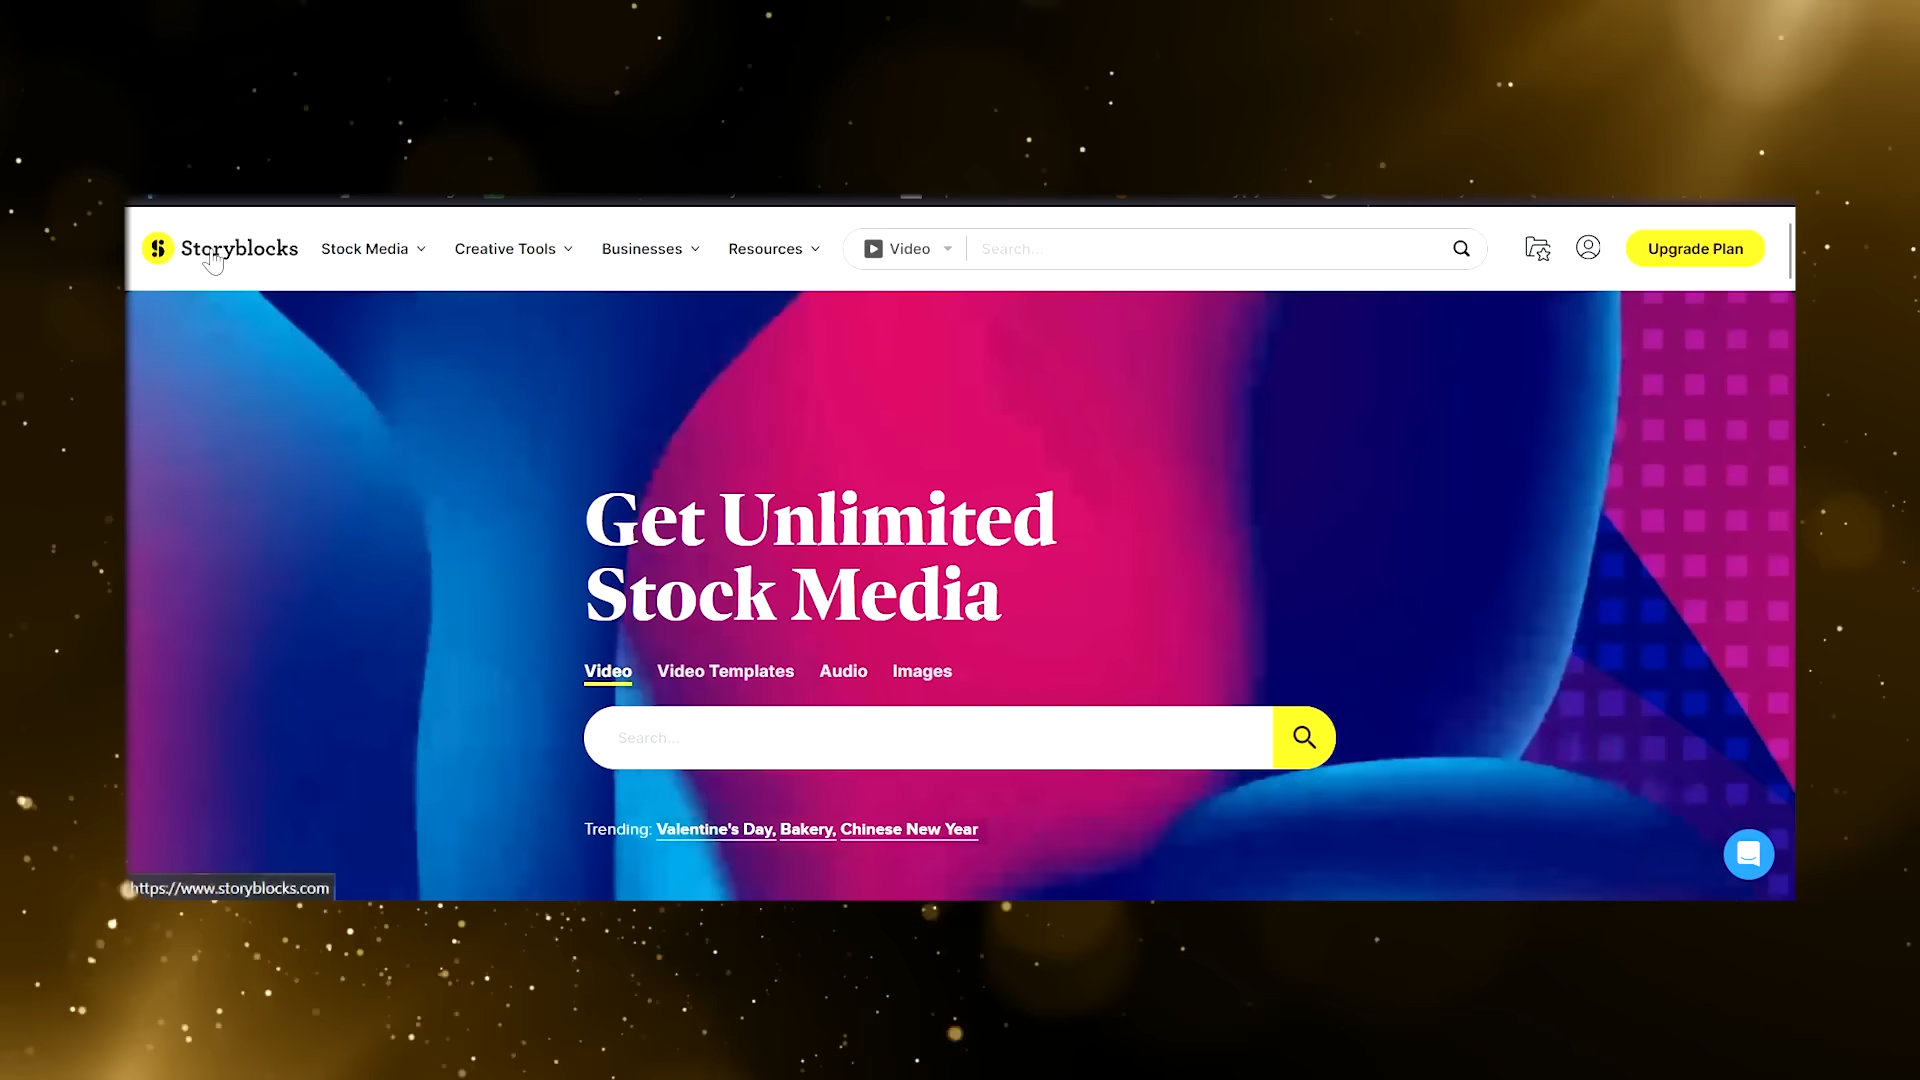 Storyblocks Stock Media Creative Tools Businesses Resources Video Search... Upgrade Plan
Get Unlimited
Stock Media
Video Video Templates Audio Images
Search...
Trending: Valentine's Day, Bakery, Chinese New Year
https://www.storyblocks.com